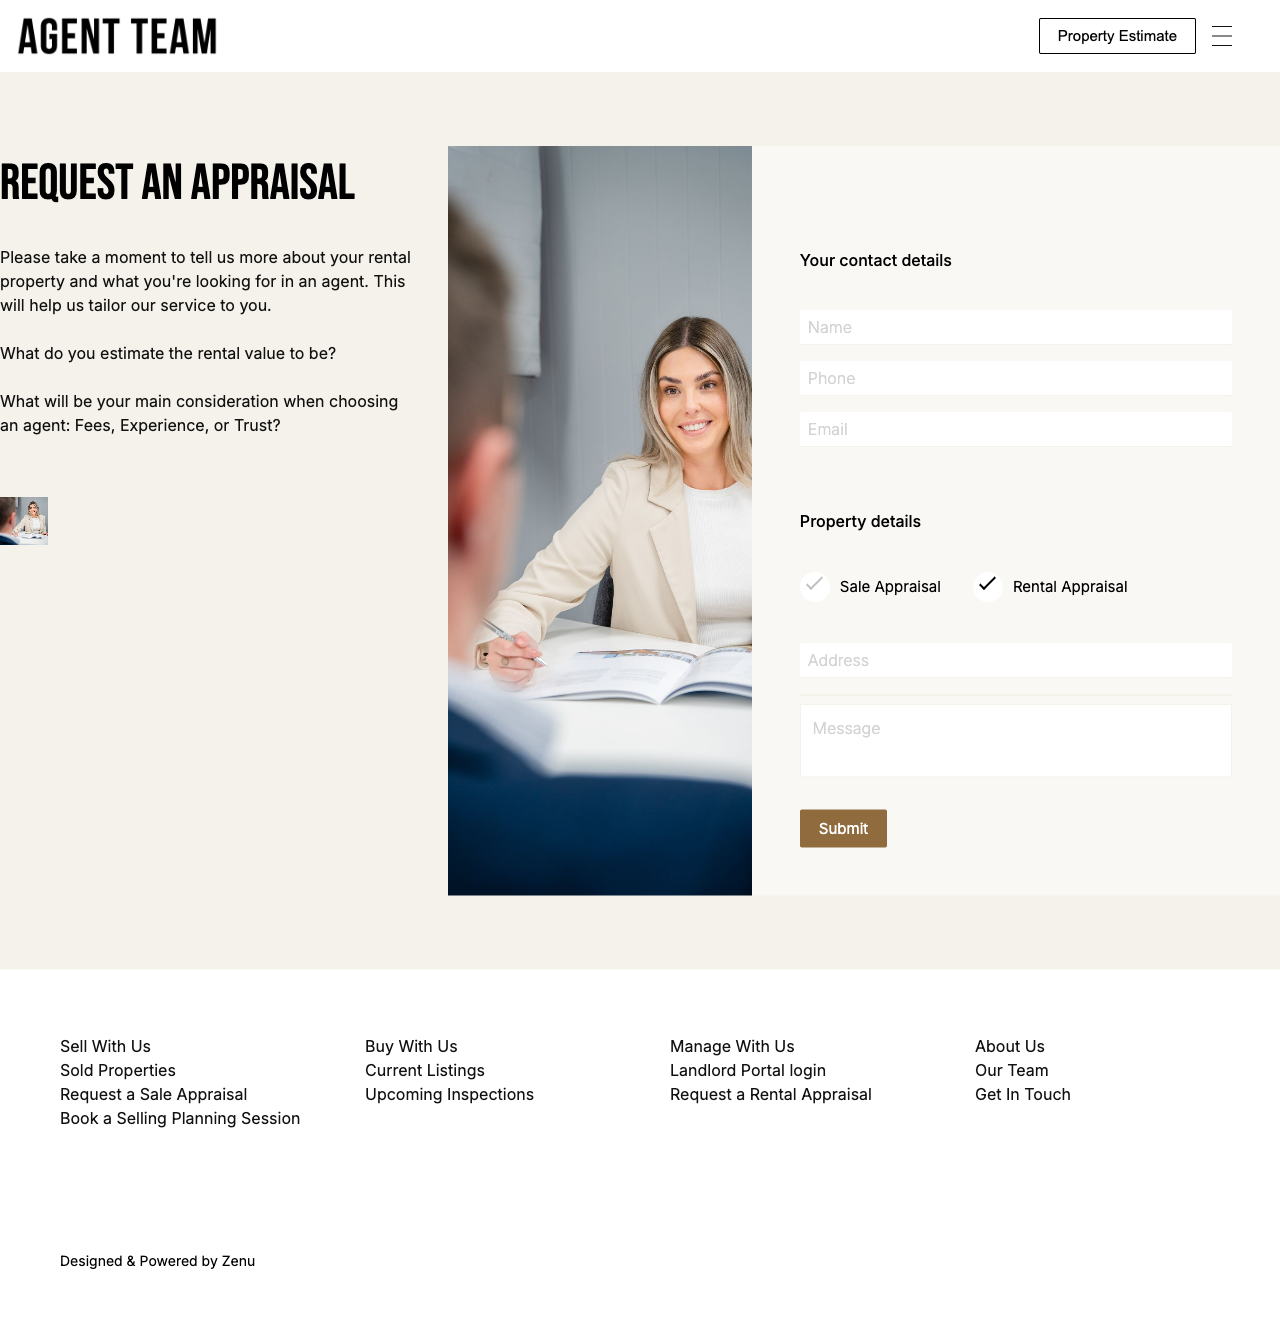 AGENT TEAM
Property Estimate
REQUEST AN APPRAISAL
Please take a moment to tell us more about your rental
property and what you're looking for in an agent. This
will help us tailor our service to you.
What do you estimate the rental value to be?
What will be your main consideration when choosing
an agent: Fees, Experience, or Trust?
Your contact details
Name
Phone
Email
Property details
Sale Appraisal
Rental Appraisal
Address
Message
Submit
Sell With Us
Sold Properties
Request a Sale Appraisal
Book a Selling Planning Session
Buy With Us
Current Listings
Upcoming Inspections
Manage With Us
Landlord Portal login
Request a Rental Appraisal
About Us
Our Team
Get In Touch
Designed & Powered by Zenu